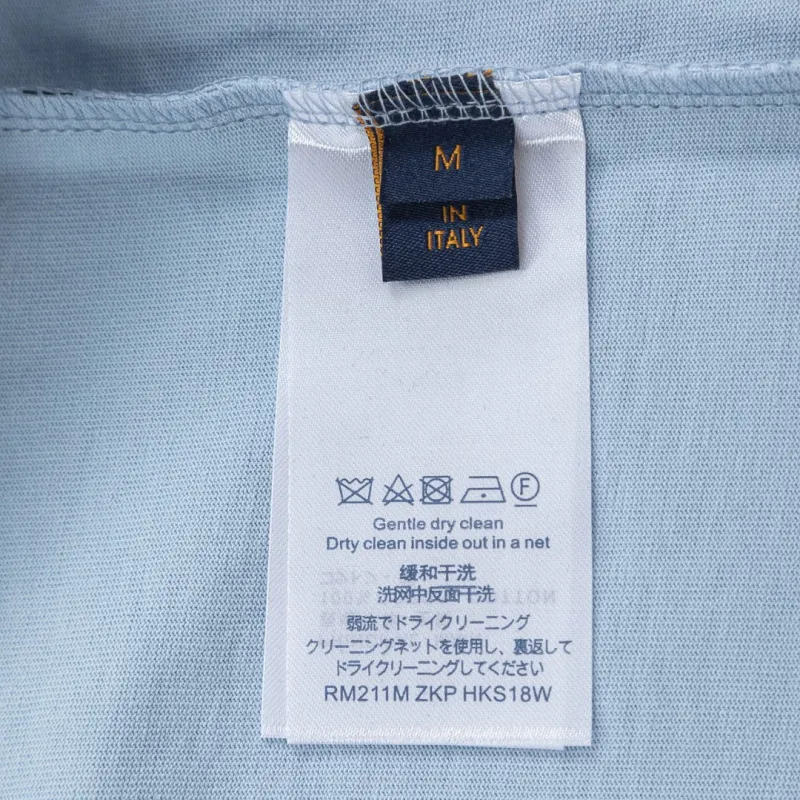 M
IN
ITALY
F
Gentle dry clean
Drty clean inside out in a net
缓和干洗
洗网中反面干洗
弱流でドライクリーニング
クリーニングネットを使用し、裏返して
ドライクリーニングしてください
RM211M ZKP HKS18W